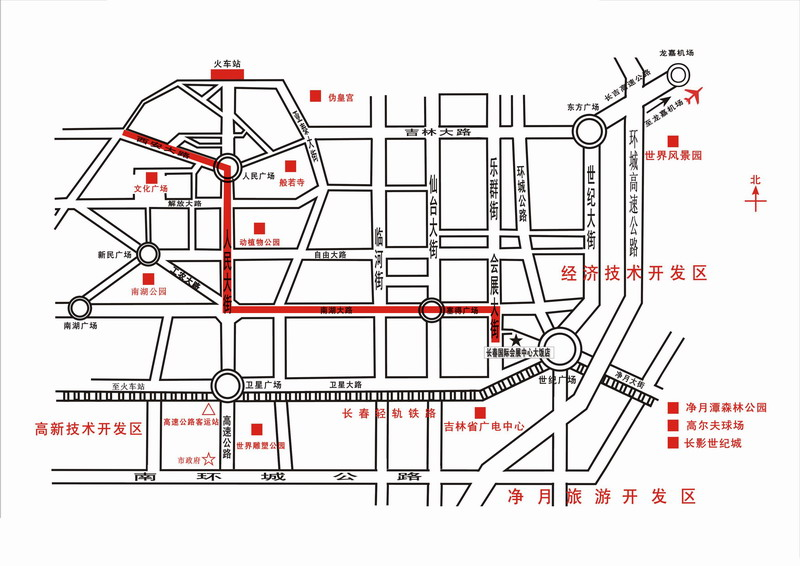 龙嘉机场
火车站
长吉高速公路
伪皇宫
东方广场
至龙嘉机场
吉林大路
西安大路
环城高速公路
世界风景园
人民广场
般若寺
文化广场
乐群街
环城公路
世纪大街
仙台大街
北
解放大路
人民大街
动植物公园
临河街
新民广场
自由大路
会展大街
工农大路
经济技术开发区
南湖公园
南湖大路
赛得广场
南湖广场
长春国际会展中心大饭店
世纪广场
净月大街
至火车站
卫星广场
卫星大路
长春轻轨铁路
净月潭森林公园
高尔夫球场
长影世纪城
高速公路客运站
高速公路
吉林省广电中心
高新技术开发区
世界雕塑公园
市政府
南环城公路
净月旅游开发区